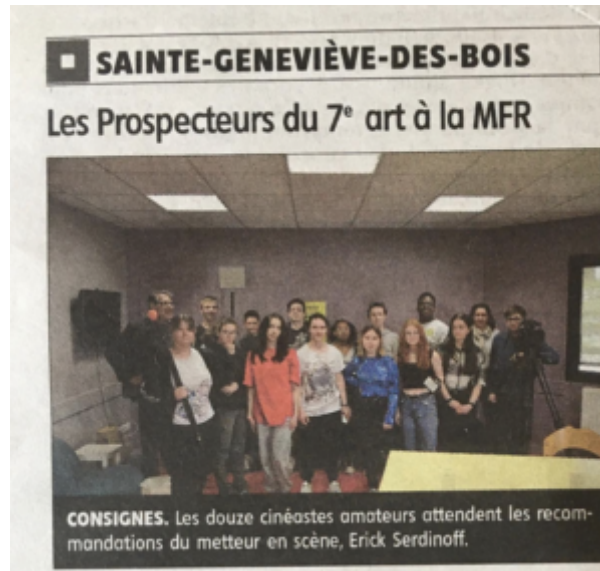 SAINTE-GENEVIÈVE-DES-BOIS
Les Prospecteurs du 7e art à la MFR
CONSIGNES. Les douze cinéastes amateurs attendent les recom-
mandations du metteur en scène, Erick Serdinoff.